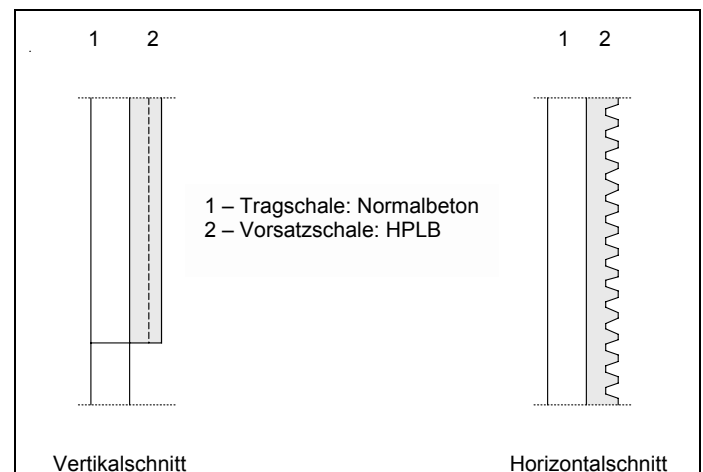 1 2
1 2
1 – Tragschale: Normalbeton
2 – Vorsatzschale: HPLB
Vertikalschnitt
Horizontalschnitt